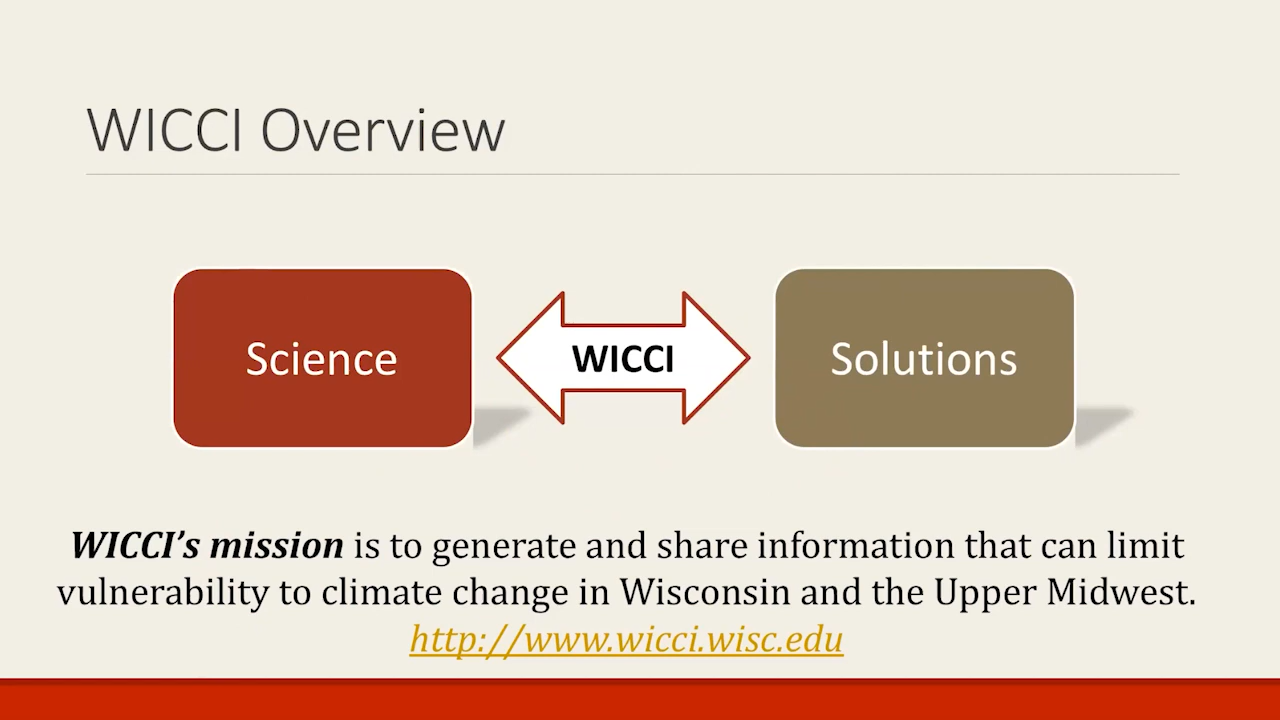 WICCI Overview
Science
WICCI
Solutions
WICCI’s mission is to generate and share information that can limit
vulnerability to climate change in Wisconsin and the Upper Midwest.
http://www.wicci.wisc.edu